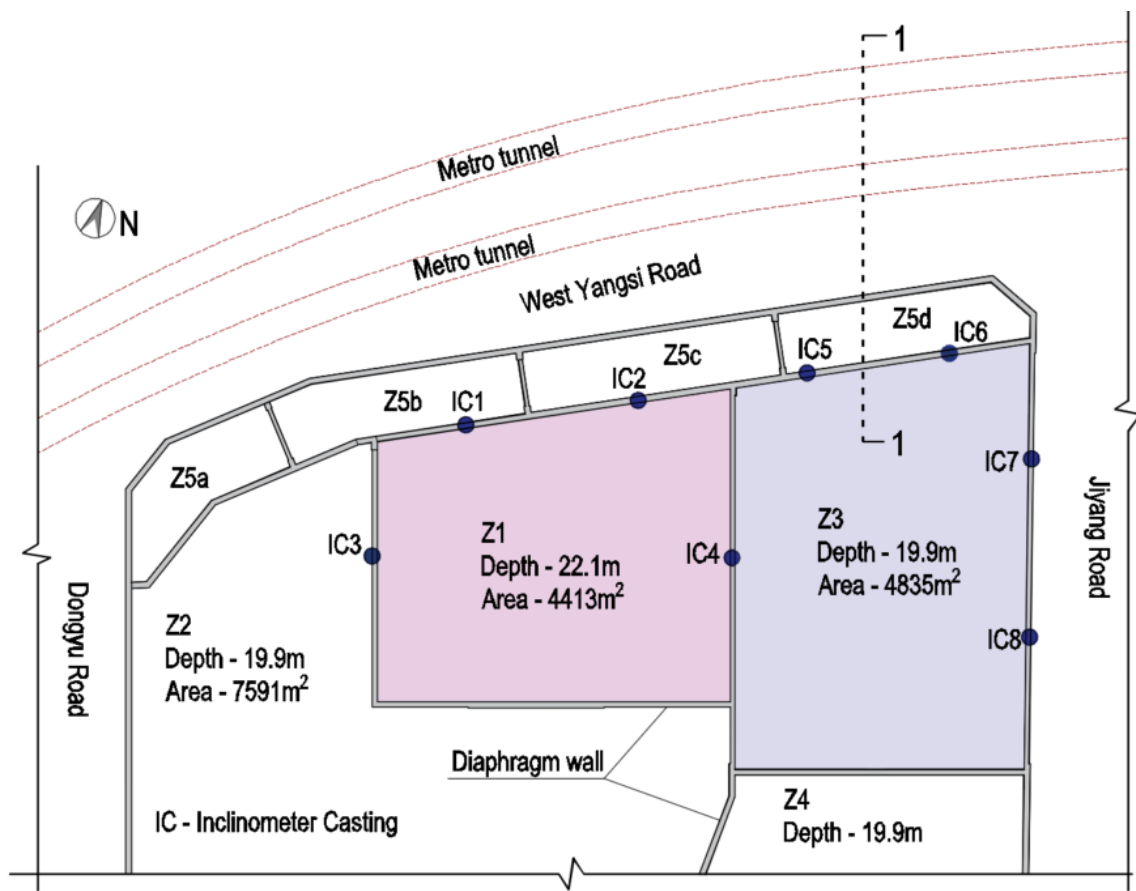 1
Metro tunnel
N
Metro tunnel
West Yangsi Road
Z5d
IC6
Z5c
IC5
IC2
Z5b
IC1
1
IC7
Z5a
Jiyang Road
Z1
Depth - 22.1m
Area - 4413m²
Z3
Depth - 19.9m
Area - 4835m²
IC3
IC4
Dongyu Road
Z2
Depth - 19.9m
Area - 7591m²
IC8
Diaphragm wall
Z4
Depth - 19.9m
IC - Inclinometer Casting